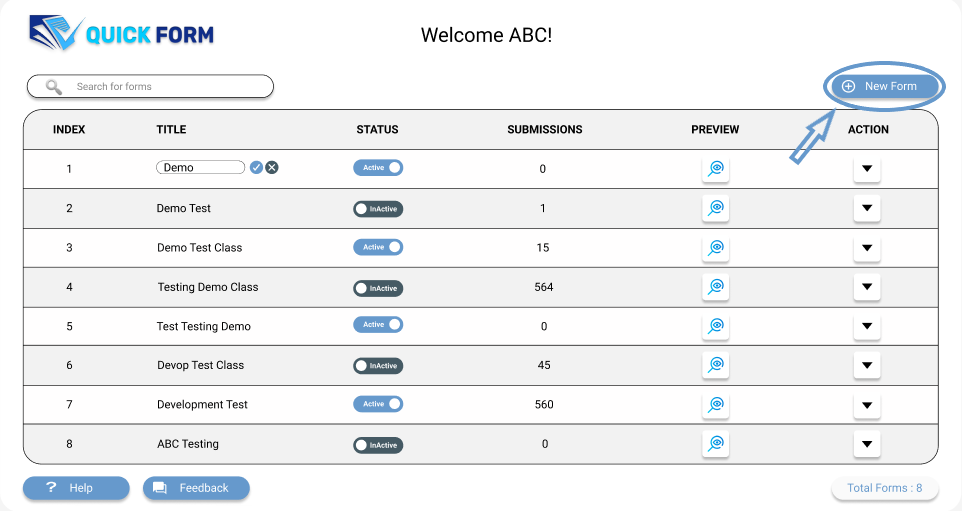 QUICK FORM
Welcome ABC!
Search for forms
New Form
INDEX TITLE STATUS SUBMISSIONS PREVIEW ACTION
1 Demo Active 0
2 Demo Test InActive 1
3 Demo Test Class Active 15
4 Testing Demo Class InActive 564
5 Test Testing Demo Active 0
6 Devop Test Class InActive 45
7 Development Test Active 560
8 ABC Testing InActive 0
? Help Feedback Total Forms : 8